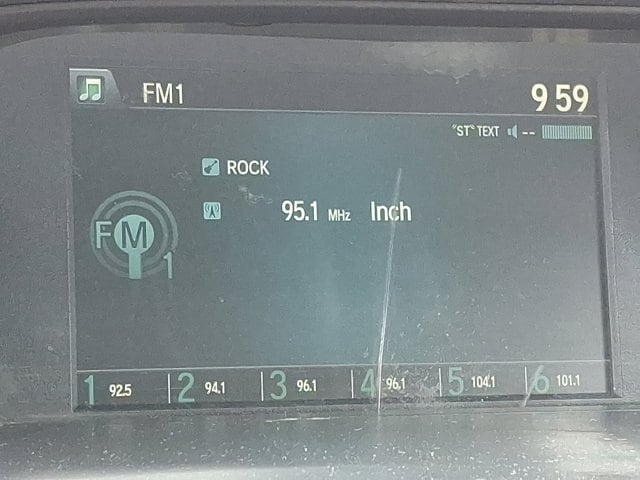 FM1
9 59
"ST" TEXT --
ROCK
95.1 MHz Inch
FM 1
1 92.5 2 94.1 3 96.1 4 96.1 5 104.1 6 101.1